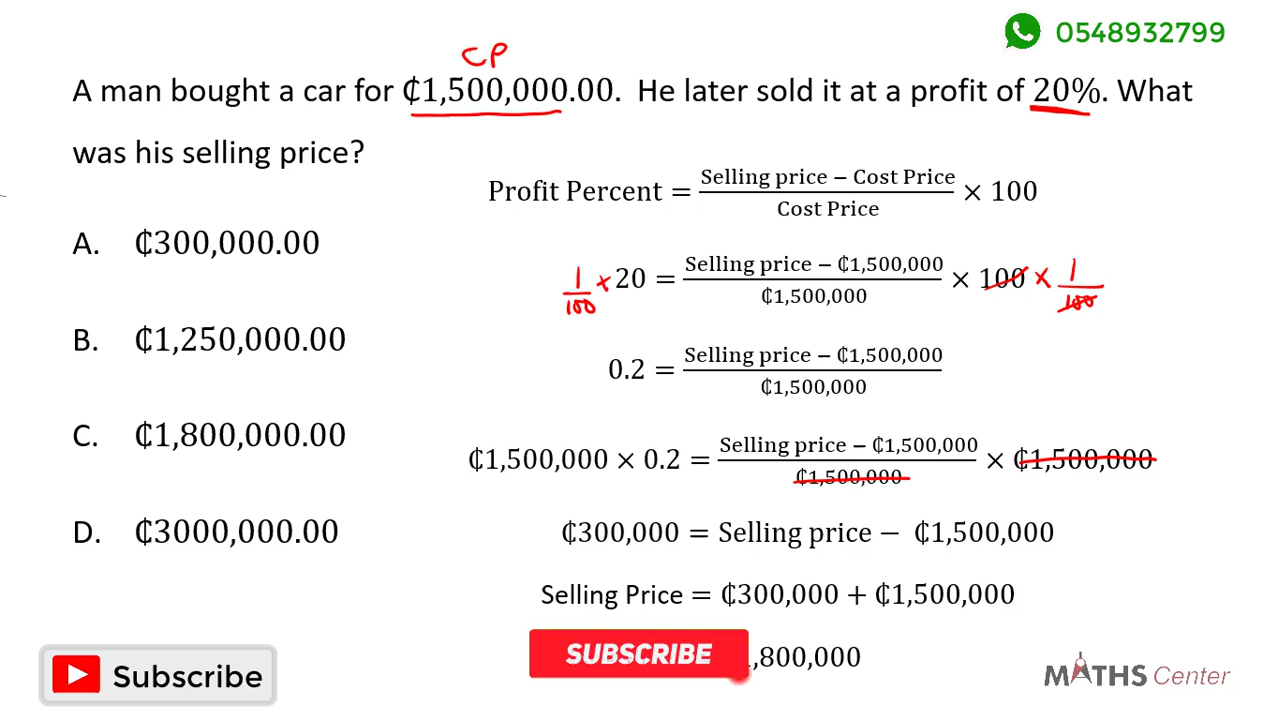 0548932799
CP
A man bought a car for ₵1,500,000.00. He later sold it at a profit of 20%. What
was his selling price?
Profit Percent = (Selling price − Cost Price)/(Cost Price) × 100
A. ₵300,000.00
1/100 × 20 = (Selling price − ₵1,500,000)/(₵1,500,000) × 100 × 1/100
B. ₵1,250,000.00
0.2 = (Selling price − ₵1,500,000)/(₵1,500,000)
C. ₵1,800,000.00
₵1,500,000 × 0.2 = (Selling price − ₵1,500,000)/(₵1,500,000) × ₵1,500,000
D. ₵3000,000.00
₵300,000 = Selling price − ₵1,500,000
Selling Price = ₵300,000 + ₵1,500,000
SUBSCRIBE ,800,000
Subscribe
MATHS Center